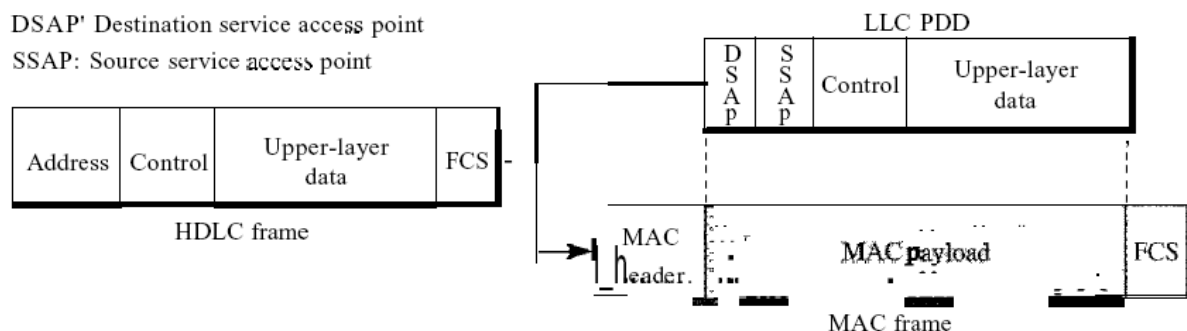 DSAP' Destination service access point
SSAP: Source service access point
LLC PDD
D
S
A
p
S
S
A
p
Control
Upper-layer
data
Address
Control
Upper-layer
data
FCS
HDLC frame
MAC
header.
MAC payload
FCS
MAC frame